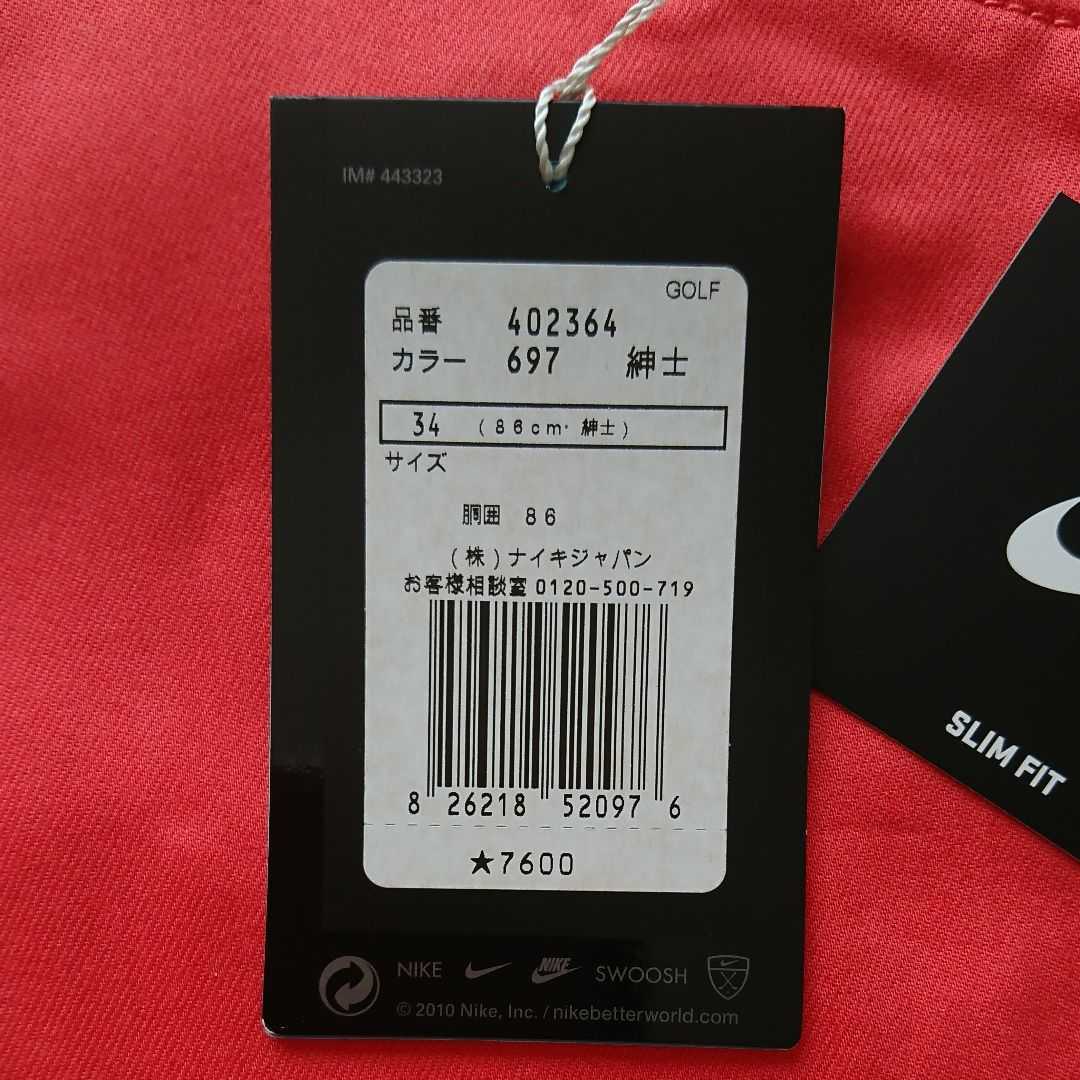 IM# 443323
GOLF
品番 402364
カラー 697 紳士
34 (86cm・紳士)
サイズ
胴囲 86
(株)ナイキジャパン
お客様相談室 0120-500-719
8 26218 52097 6
★7600
NIKE NIKE SWOOSH
© 2010 Nike, Inc. / nikebetterworld.com
SLIM FIT